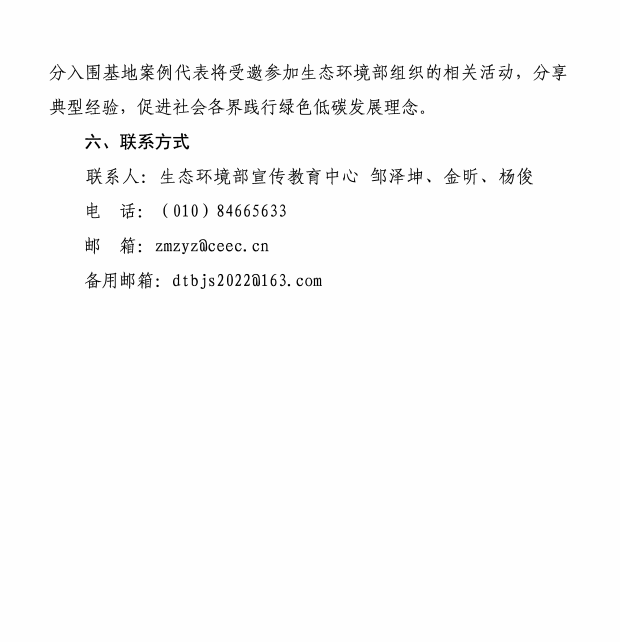 分入围基地案例代表将受邀参加生态环境部组织的相关活动，分享
典型经验，促进社会各界践行绿色低碳发展理念。
六、联系方式
联系人：生态环境部宣传教育中心 邹泽坤、金昕、杨俊
电 话：（010）84665633
邮 箱：zmzyz@ceec.cn
备用邮箱：dtbjs2022@163.com